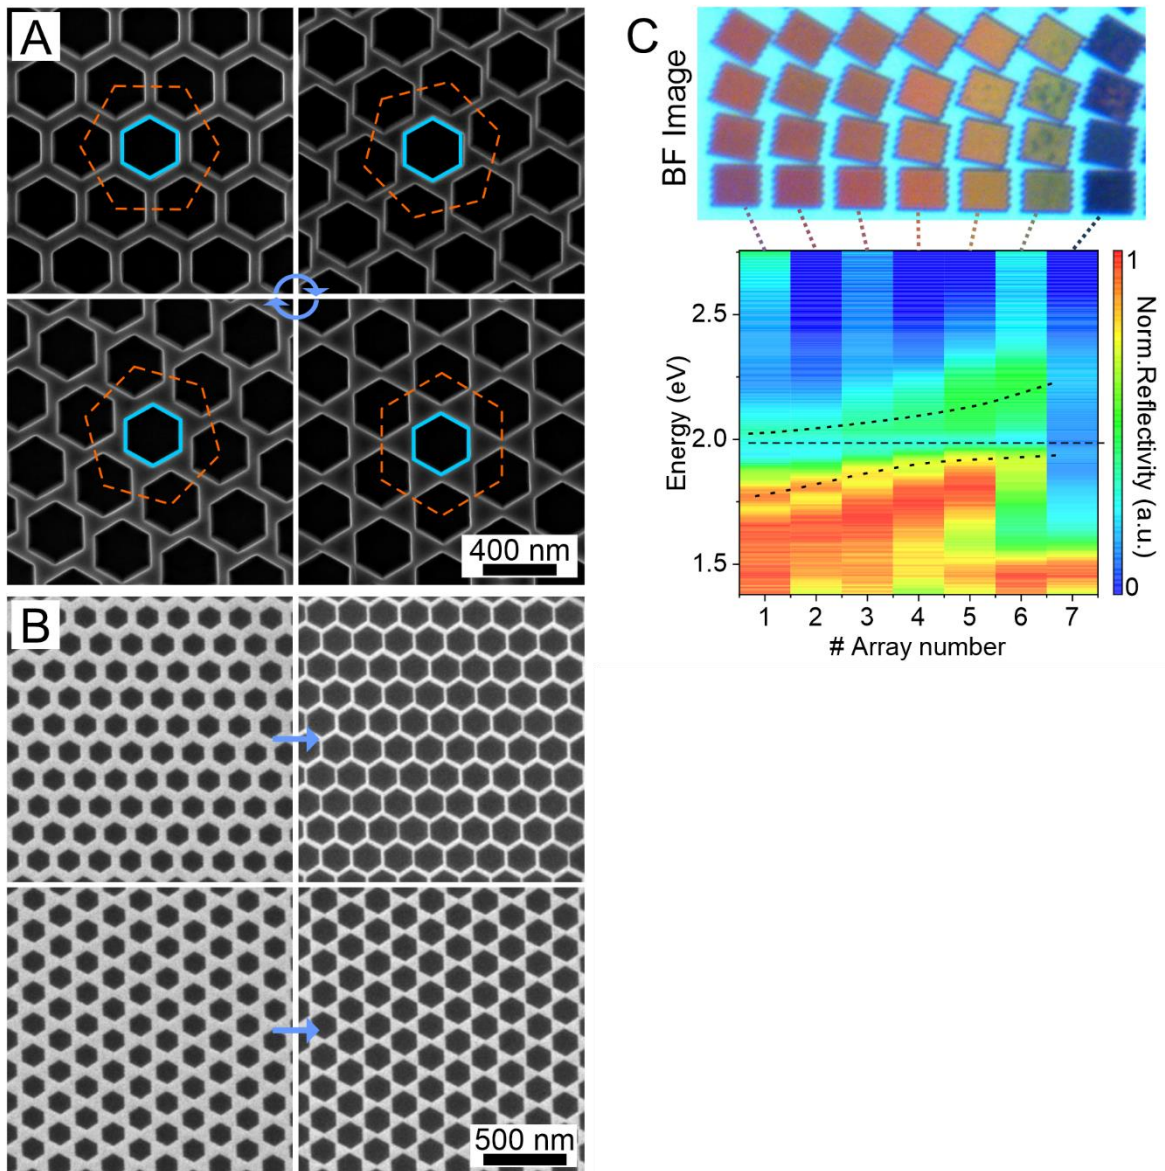 A
400 nm
B
500 nm
C
BF Image
2.5
2.0
1.5
Energy (eV)
1 2 3 4 5 6 7
# Array number
1
0
Norm.Reflectivity (a.u.)